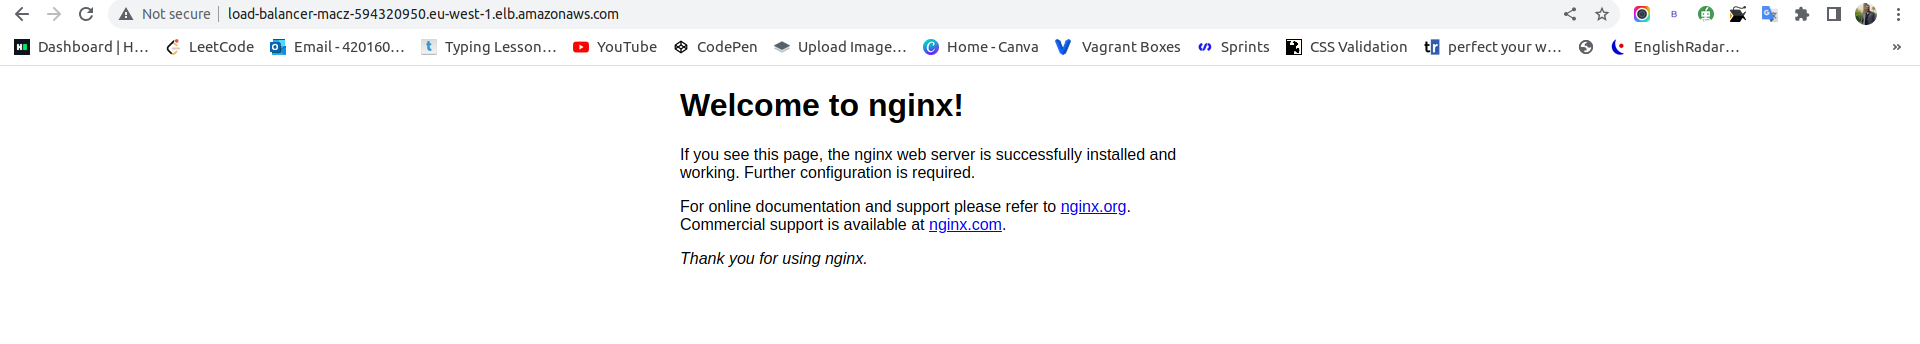 Not secure load-balancer-macz-594320950.eu-west-1.elb.amazonaws.com
Dashboard | H... LeetCode Email - 420160... Typing Lesson... YouTube CodePen Upload Image... Home - Canva Vagrant Boxes Sprints CSS Validation perfect your w... EnglishRadar... »
Welcome to nginx!
If you see this page, the nginx web server is successfully installed and
working. Further configuration is required.
For online documentation and support please refer to nginx.org.
Commercial support is available at nginx.com.
Thank you for using nginx.